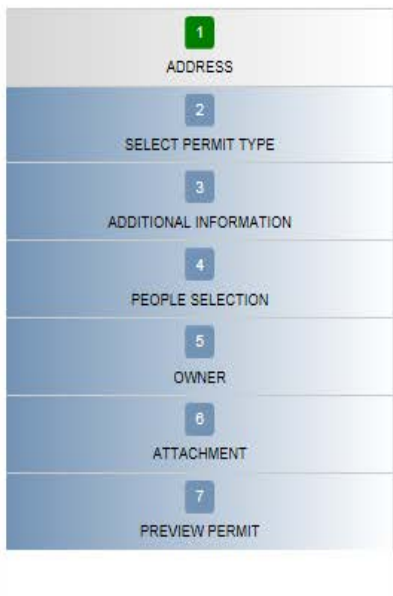 1
ADDRESS
2
SELECT PERMIT TYPE
3
ADDITIONAL INFORMATION
4
PEOPLE SELECTION
5
OWNER
6
ATTACHMENT
7
PREVIEW PERMIT